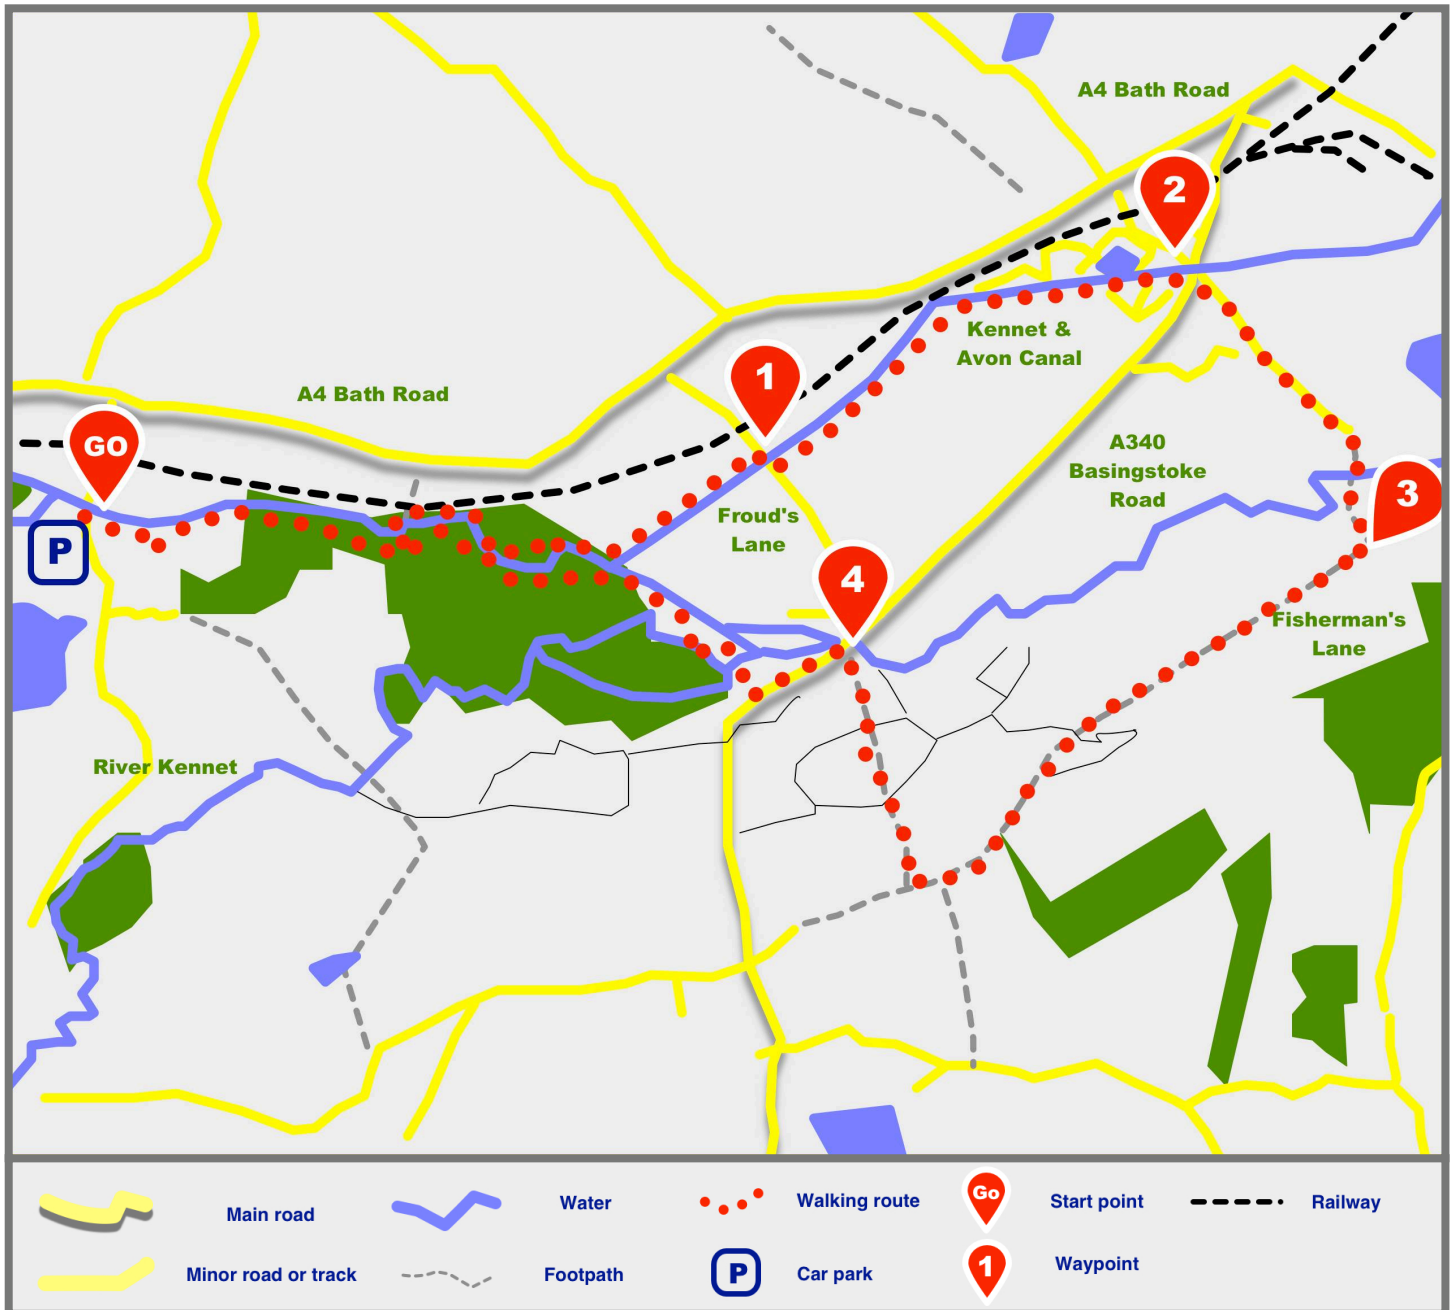 A4 Bath Road
2
1
Kennet &
Avon Canal
A4 Bath Road
GO
A340
Basingstoke
Road
3
P
Froud's
Lane
4
Fisherman's
Lane
River Kennet
Main road
Water
Walking route
Go
Start point
Railway
Minor road or track
Footpath
P
Car park
1
Waypoint